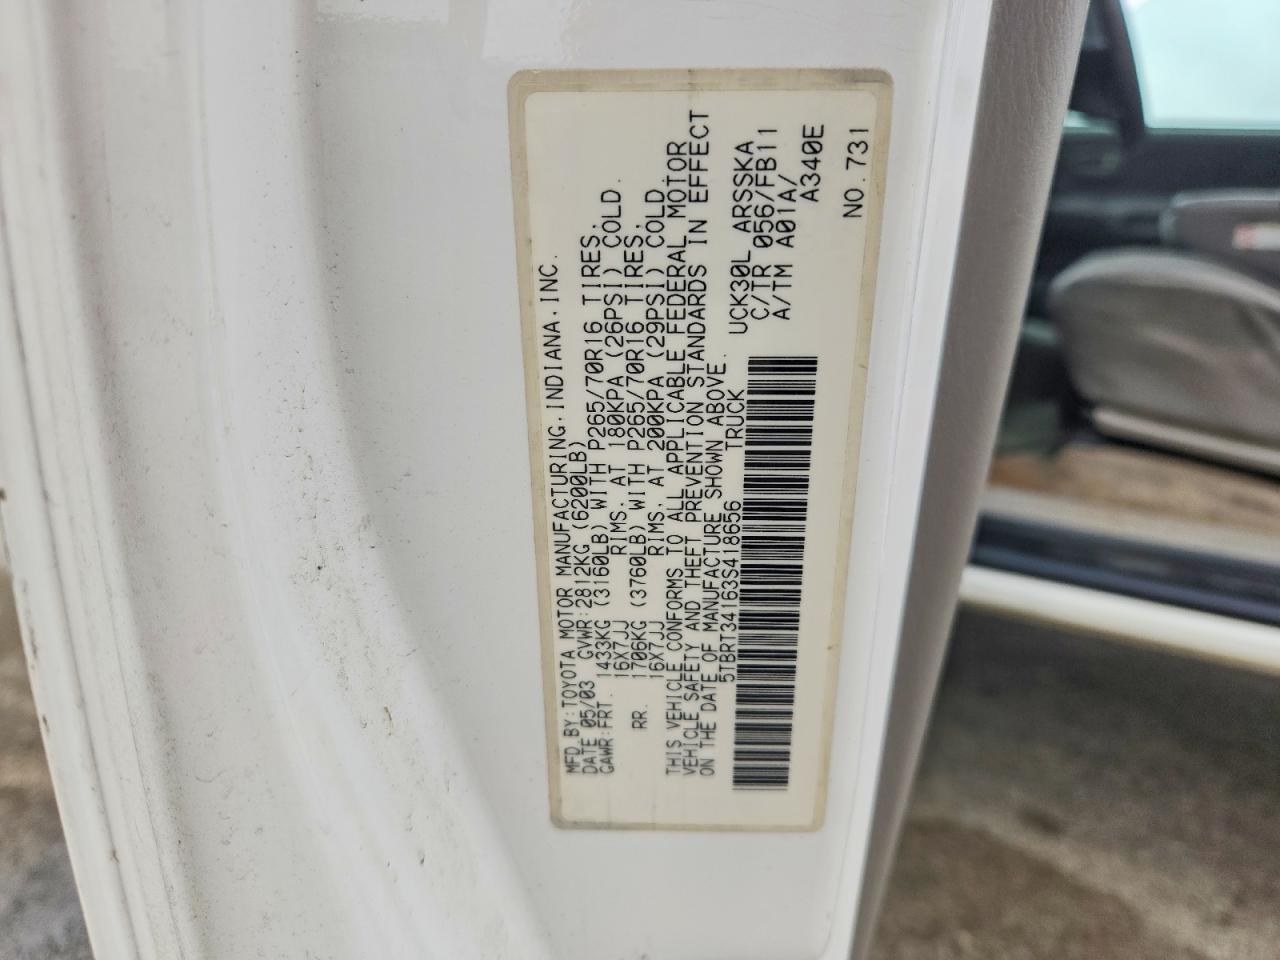 MFD BY:TOYOTA MOTOR MANUFACTURING.INDIANA.INC.
DATE 05/03 GVWR:2812KG (6200LB)
GAWR:FRT. 1433KG (3160LB) WITH P265/70R16 TIRES,
16X7JJ RIMS, AT 180KPA (26PSI) COLD.
RR. 1706KG (3760LB) WITH P265/70R16 TIRES,
16X7JJ RIMS, AT 200KPA (29PSI) COLD.
THIS VEHICLE CONFORMS TO ALL APPLICABLE FEDERAL MOTOR
VEHICLE SAFETY AND THEFT PREVENTION STANDARDS IN EFFECT
ON THE DATE OF MANUFACTURE SHOWN ABOVE.
5TBRT34163S418656 TRUCK
UCK30L ARSSKA
C/TR 056/FB11
A/TM A01A/
A340E
NO.731